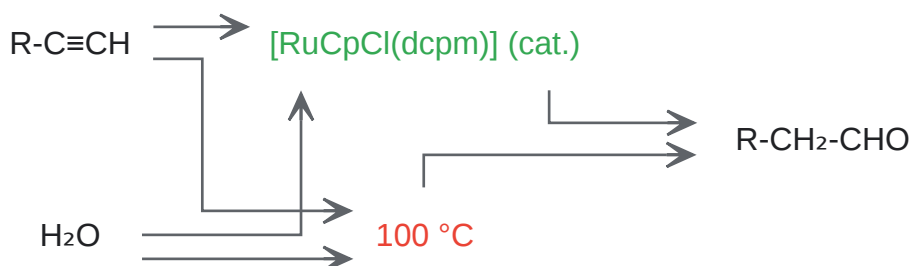 R-C≡CH
[RuCpCl(dcpm)] (cat.)
R-CH₂-CHO
H₂O
100 °C